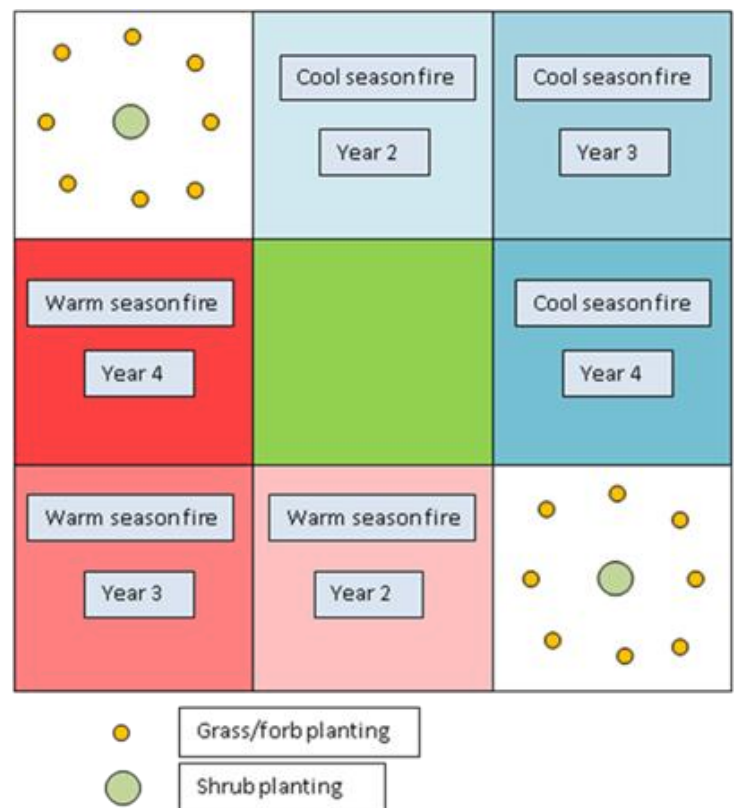 Cool season fire
Cool season fire
Year 2
Year 3
Warm season fire
Cool season fire
Year 4
Year 4
Warm season fire
Warm season fire
Year 3
Year 2
Grass/forb planting
Shrub planting